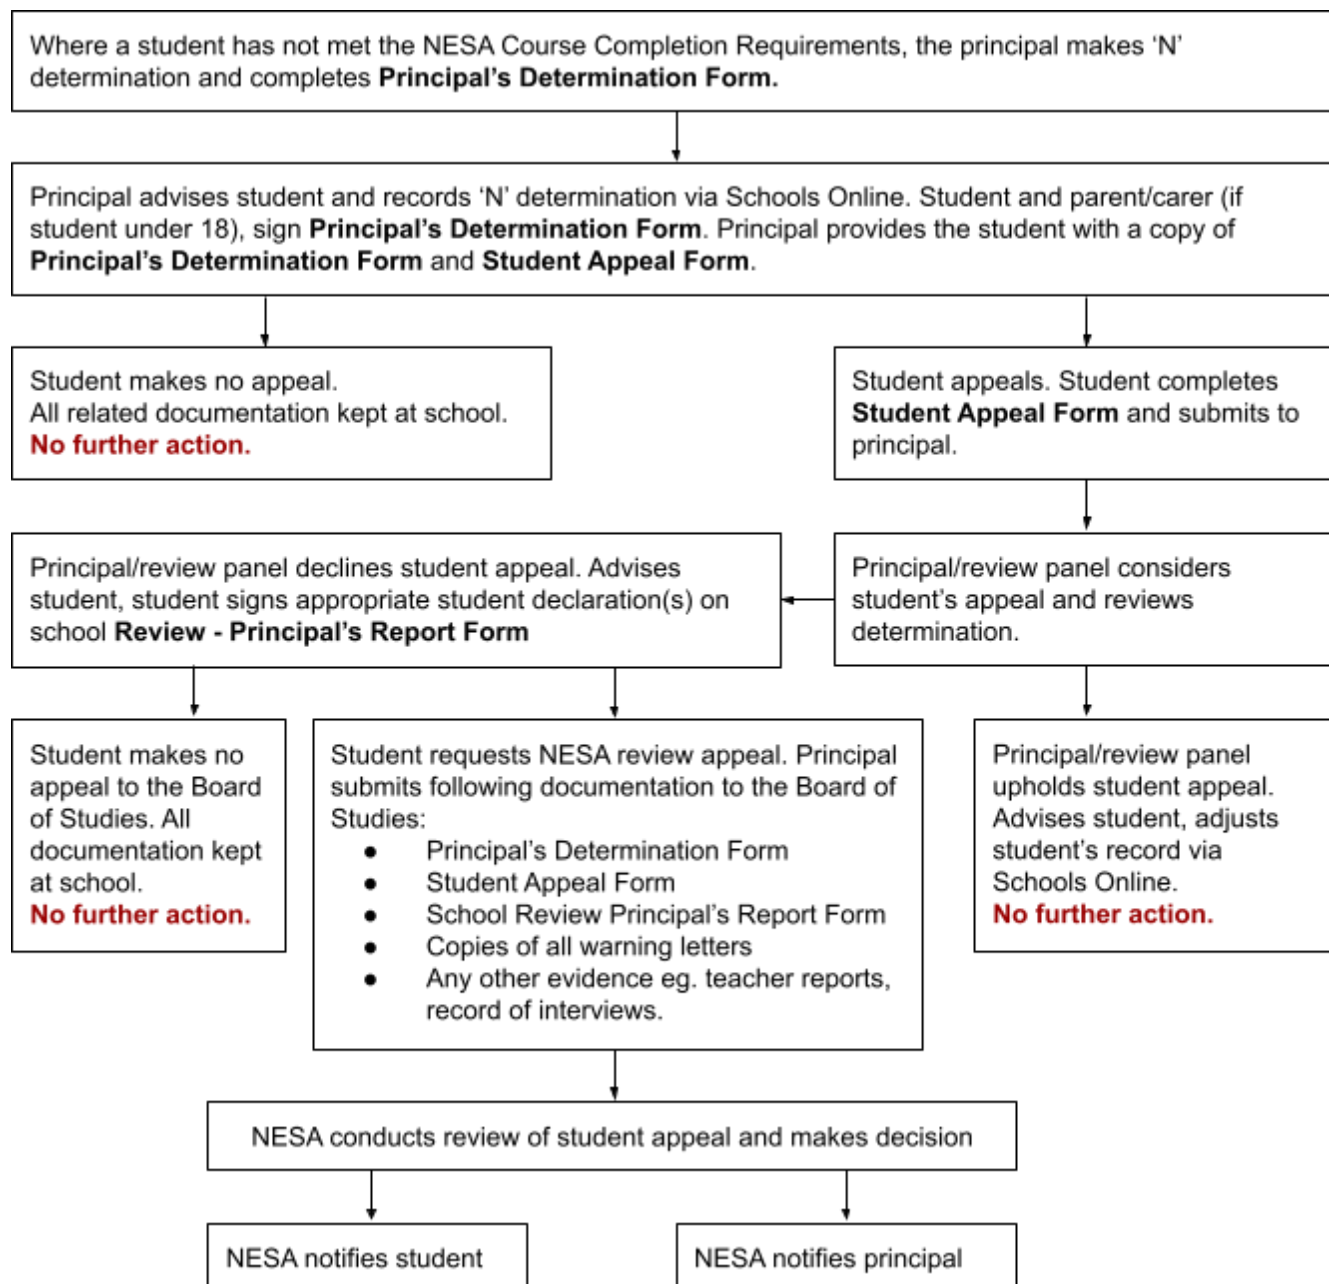 Where a student has not met the NESA Course Completion Requirements, the principal makes ‘N’
determination and completes Principal’s Determination Form.
Principal advises student and records ‘N’ determination via Schools Online. Student and parent/carer (if
student under 18), sign Principal’s Determination Form. Principal provides the student with a copy of
Principal’s Determination Form and Student Appeal Form.
Student makes no appeal.
All related documentation kept at school.
No further action.
Student appeals. Student completes
Student Appeal Form and submits to
principal.
Principal/review panel declines student appeal. Advises
student, student signs appropriate student declaration(s) on
school Review - Principal’s Report Form
Principal/review panel considers
student’s appeal and reviews
determination.
Student makes no
appeal to the Board
of Studies. All
documentation kept
at school.
No further action.
Student requests NESA review appeal. Principal
submits following documentation to the Board of
Studies:
● Principal’s Determination Form
● Student Appeal Form
● School Review Principal’s Report Form
● Copies of all warning letters
● Any other evidence eg. teacher reports,
record of interviews.
Principal/review panel
upholds student appeal.
Advises student, adjusts
student’s record via
Schools Online.
No further action.
NESA conducts review of student appeal and makes decision
NESA notifies student
NESA notifies principal